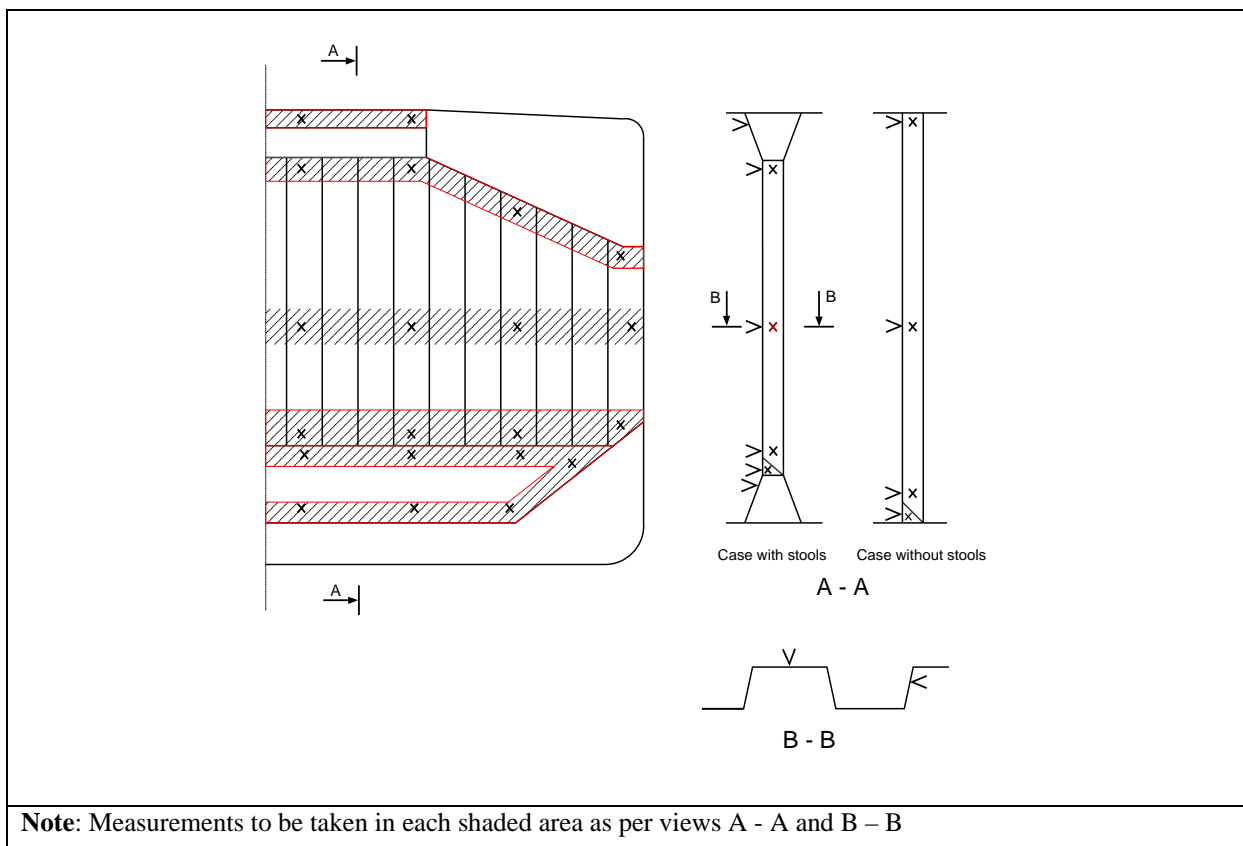 A
B
B
Case with stools
Case without stools
A - A
A
B - B
Note: Measurements to be taken in each shaded area as per views A - A and B – B